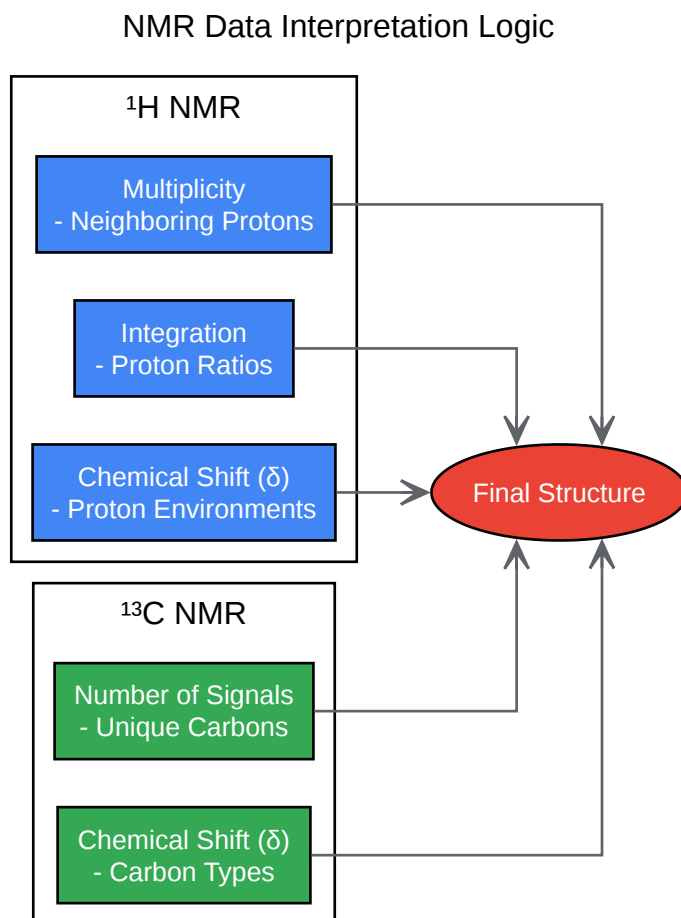 NMR Data Interpretation Logic
¹H NMR
Multiplicity
- Neighboring Protons
Integration
- Proton Ratios
Chemical Shift (δ)
- Proton Environments
Final Structure
¹³C NMR
Number of Signals
- Unique Carbons
Chemical Shift (δ)
- Carbon Types